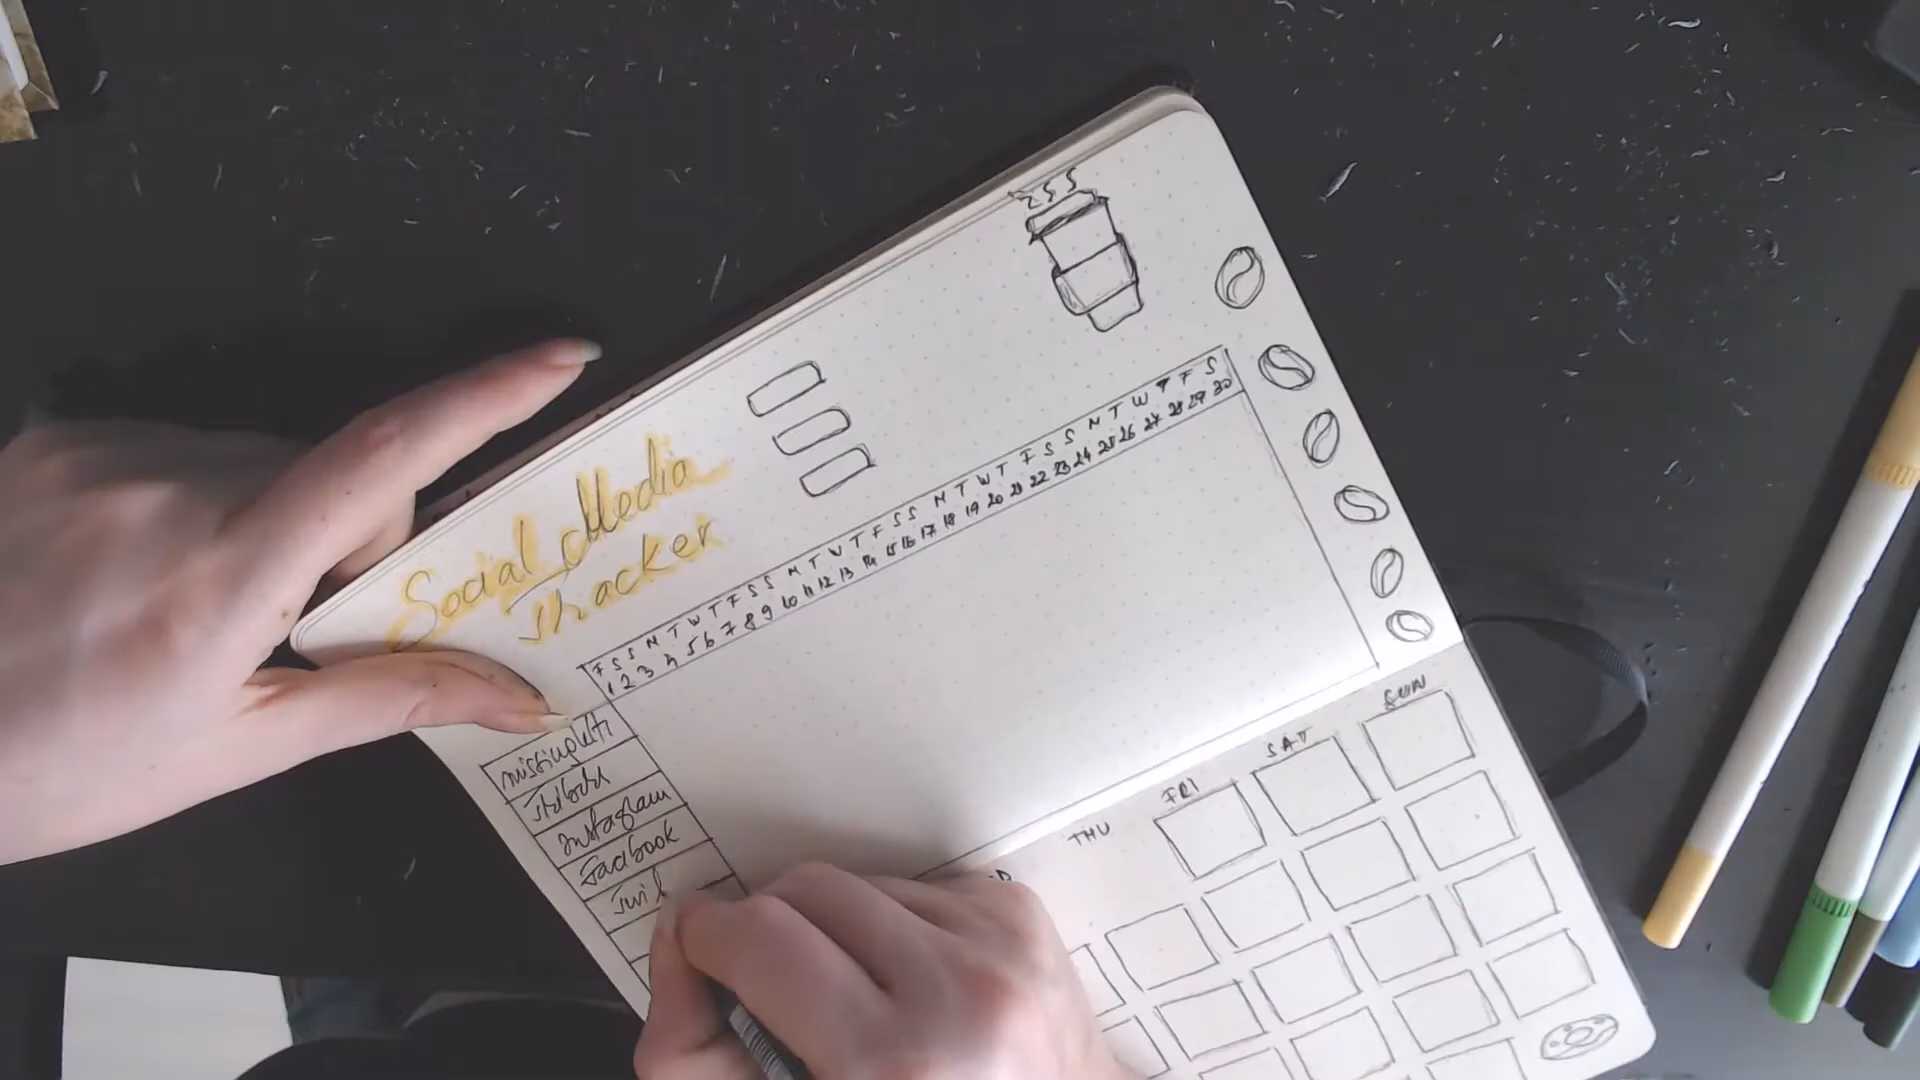 Social Media
Tracker
F S S M T W T F S S M T W T F S S M T W T F S S M T W T F S
1 2 3 4 5 6 7 8 9 10 11 12 13 14 15 16 17 18 19 20 21 22 23 24 25 26 27 28 29 30
Instagram
Facebook
Twi
THU FRI SAT SUN